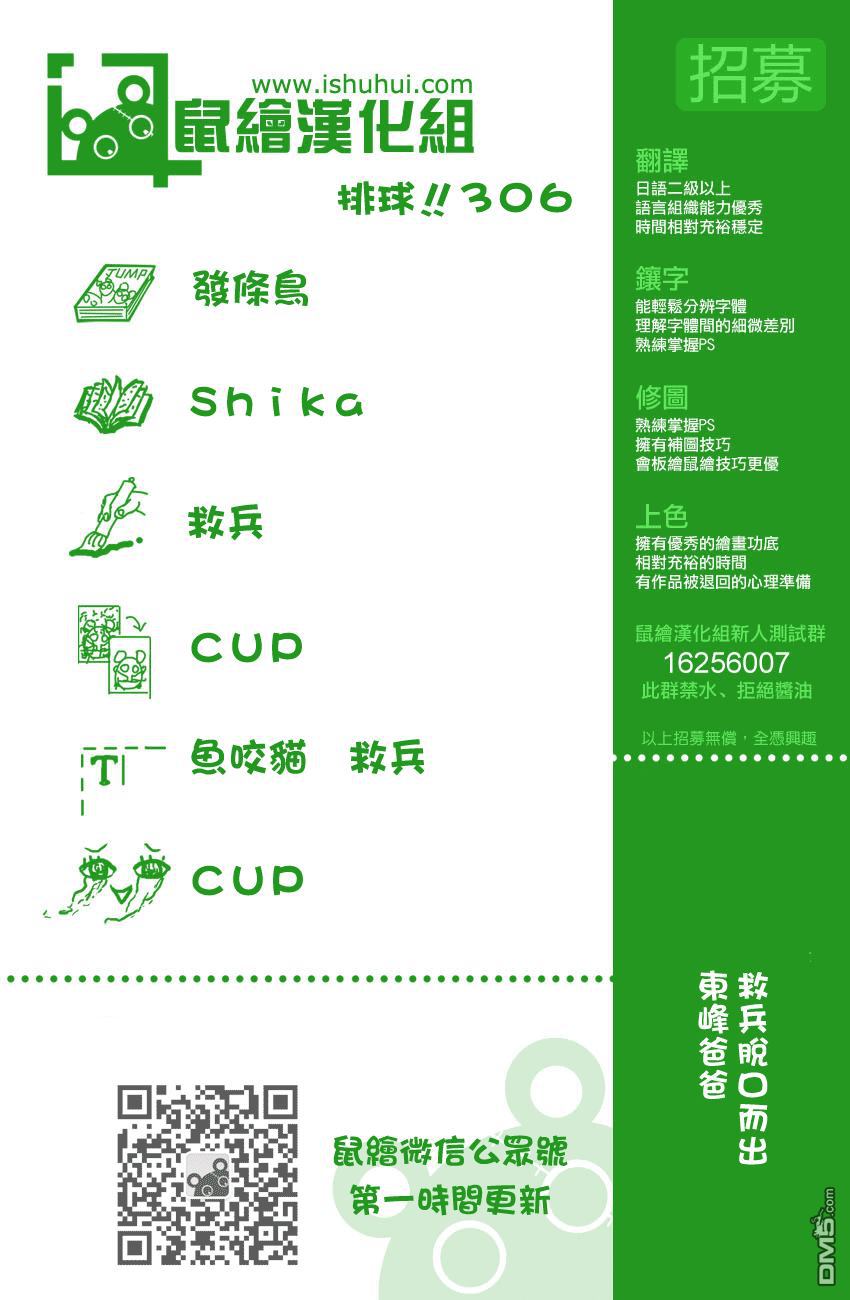 www.ishuhui.com
鼠繪漢化組
排球!!306
JUMP
發條鳥
Shika
救兵
CUP
T
魚咬貓 救兵
CUP
鼠繪微信公眾號
第一時間更新
招募
翻譯
日語二級以上
語言組織能力優秀
時間相對充裕穩定
鑲字
能輕鬆分辨字體
理解字體間的細微差別
熟練掌握PS
修圖
熟練掌握PS
擁有補圖技巧
會板繪鼠繪技巧更優
上色
擁有優秀的繪畫功底
相對充裕的時間
有作品被退回的心理準備
鼠繪漢化組新人測試群
16256007
此群禁水、拒絕醬油
以上招募無償,全憑興趣
救兵脫口而出
東峰爸爸
DM5.com